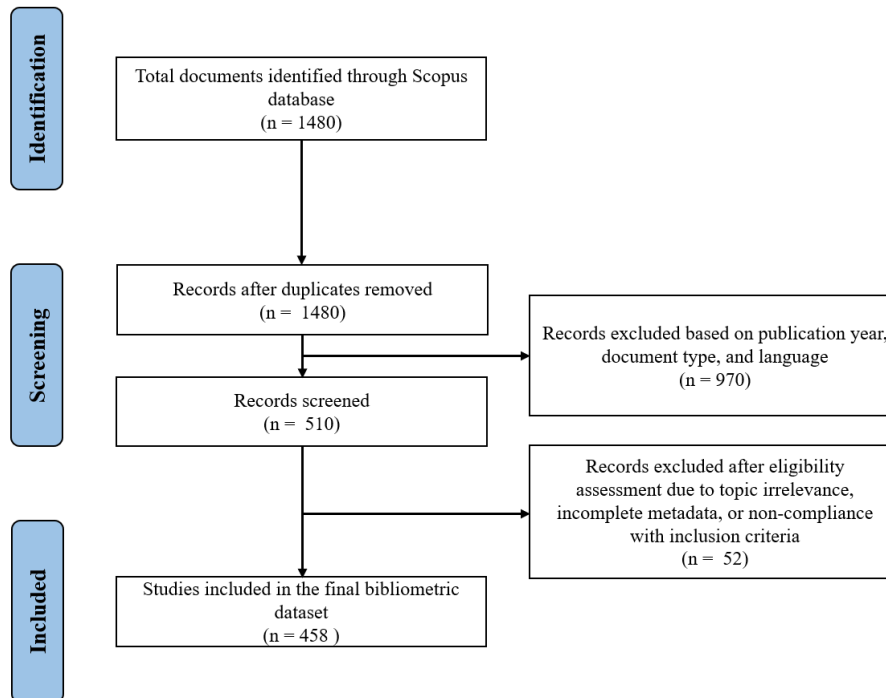 Identification
Total documents identified through Scopus
database
(n = 1480)
Screening
Records after duplicates removed
(n = 1480)
Records excluded based on publication year,
document type, and language
(n = 970)
Records screened
(n = 510)
Records excluded after eligibility
assessment due to topic irrelevance,
incomplete metadata, or non-compliance
with inclusion criteria
(n = 52)
Included
Studies included in the final bibliometric
dataset
(n = 458 )